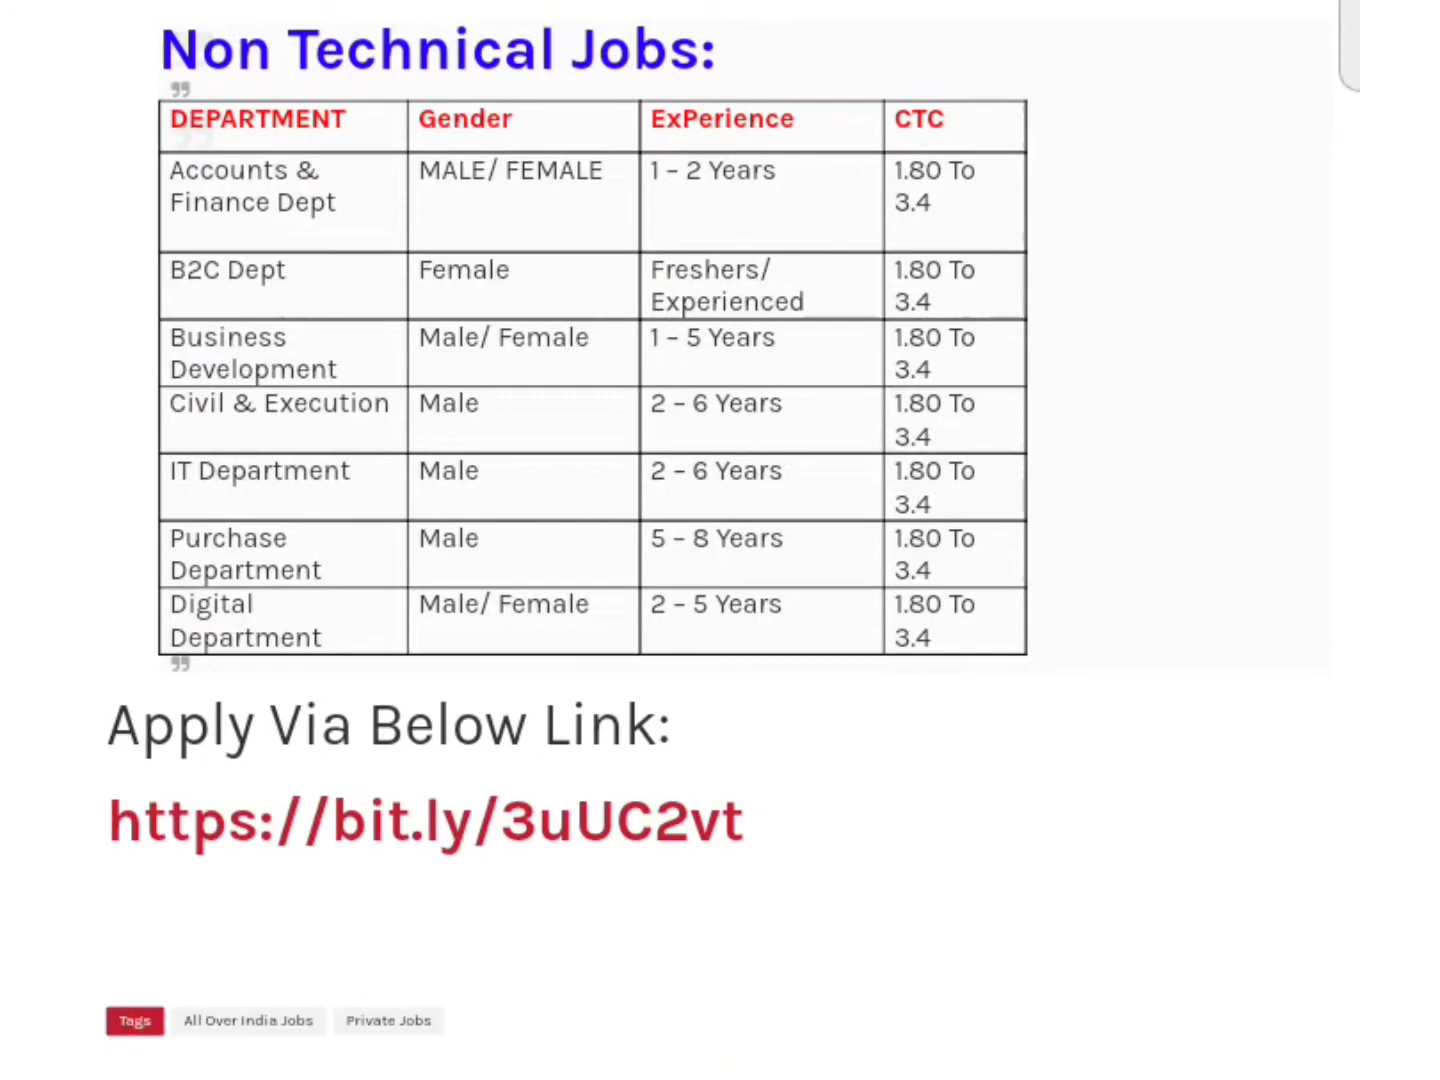 Non Technical Jobs:
DEPARTMENT Gender ExPerience CTC
Accounts & MALE/ FEMALE 1 – 2 Years 1.80 To
Finance Dept 3.4
B2C Dept Female Freshers/ 1.80 To
Experienced 3.4
Business Male/ Female 1 – 5 Years 1.80 To
Development 3.4
Civil & Execution Male 2 – 6 Years 1.80 To
3.4
IT Department Male 2 – 6 Years 1.80 To
3.4
Purchase Male 5 – 8 Years 1.80 To
Department 3.4
Digital Male/ Female 2 – 5 Years 1.80 To
Department 3.4
Apply Via Below Link:
https://bit.ly/3uUC2vt
Tags All Over India Jobs Private Jobs